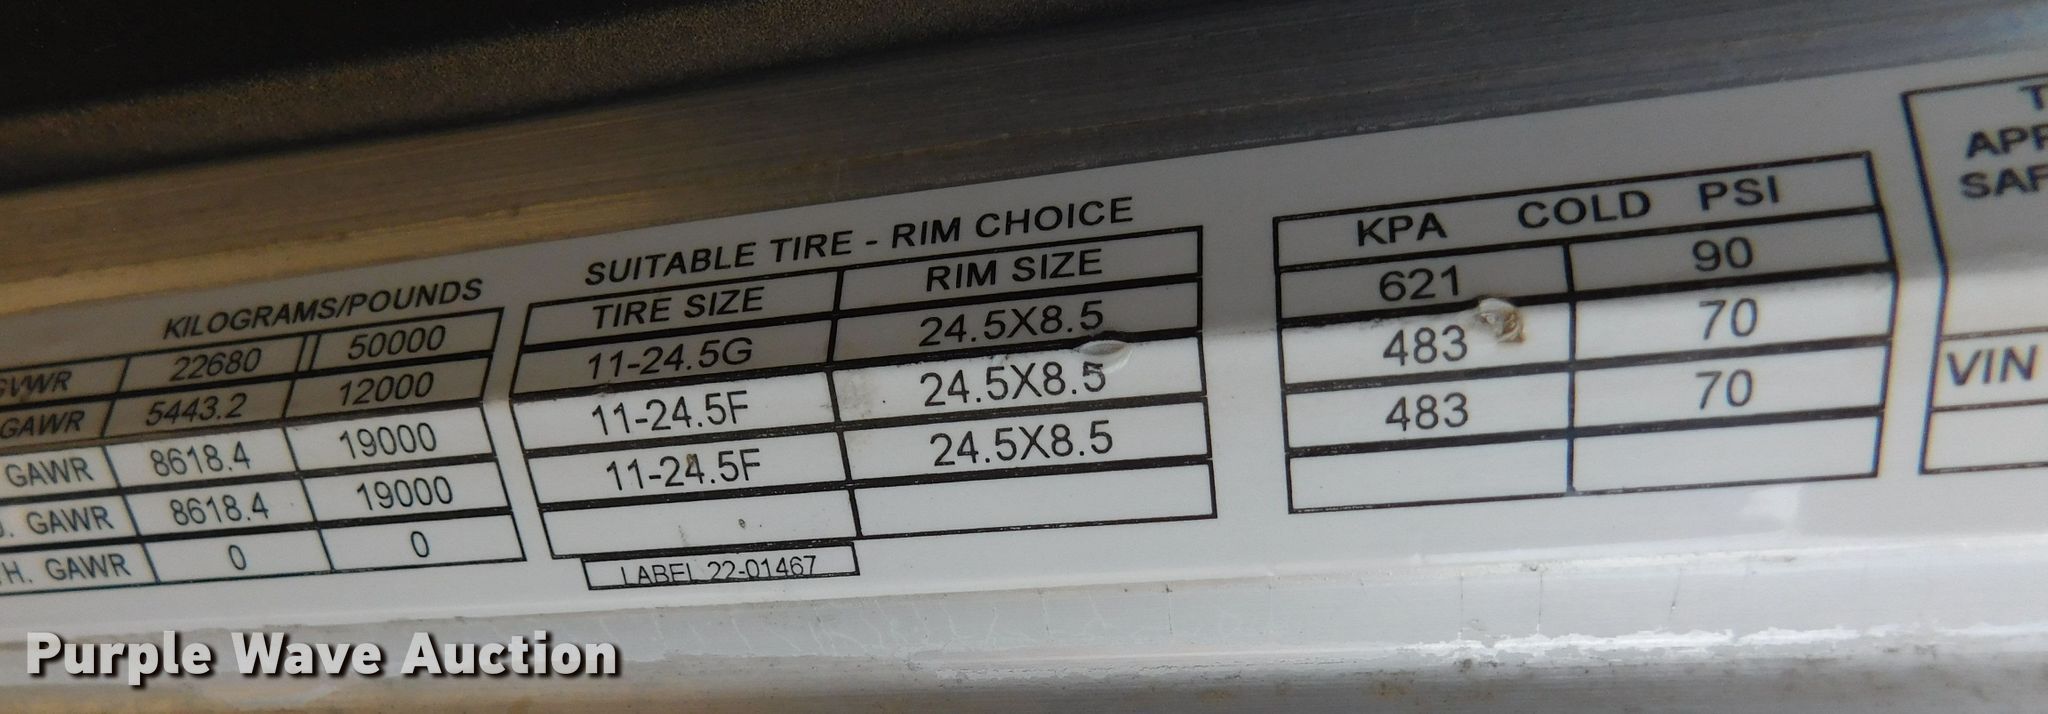 KILOGRAMS/POUNDS SUITABLE TIRE - RIM CHOICE
TIRE SIZE RIM SIZE KPA COLD PSI
GVWR 22680 50000 11-24.5G 24.5X8.5 621 90
GAWR 5443.2 12000 11-24.5F 24.5X8.5 483 70
GAWR 8618.4 19000 11-24.5F 24.5X8.5 483 70
GAWR 8618.4 19000
H. GAWR 0 0
LABEL 22-01467
VIN
Purple Wave Auction